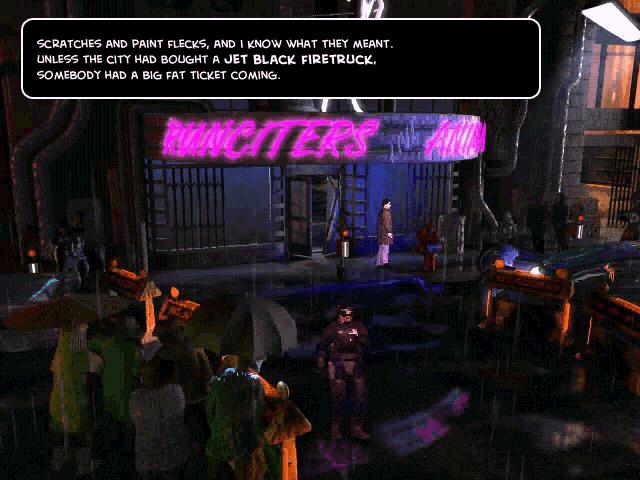 SCRATCHES AND PAINT FLECKS, AND I KNOW WHAT THEY MEANT.
UNLESS THE CITY HAD BOUGHT A JET BLACK FIRETRUCK,
SOMEBODY HAD A BIG FAT TICKET COMING.
RUNCITERS